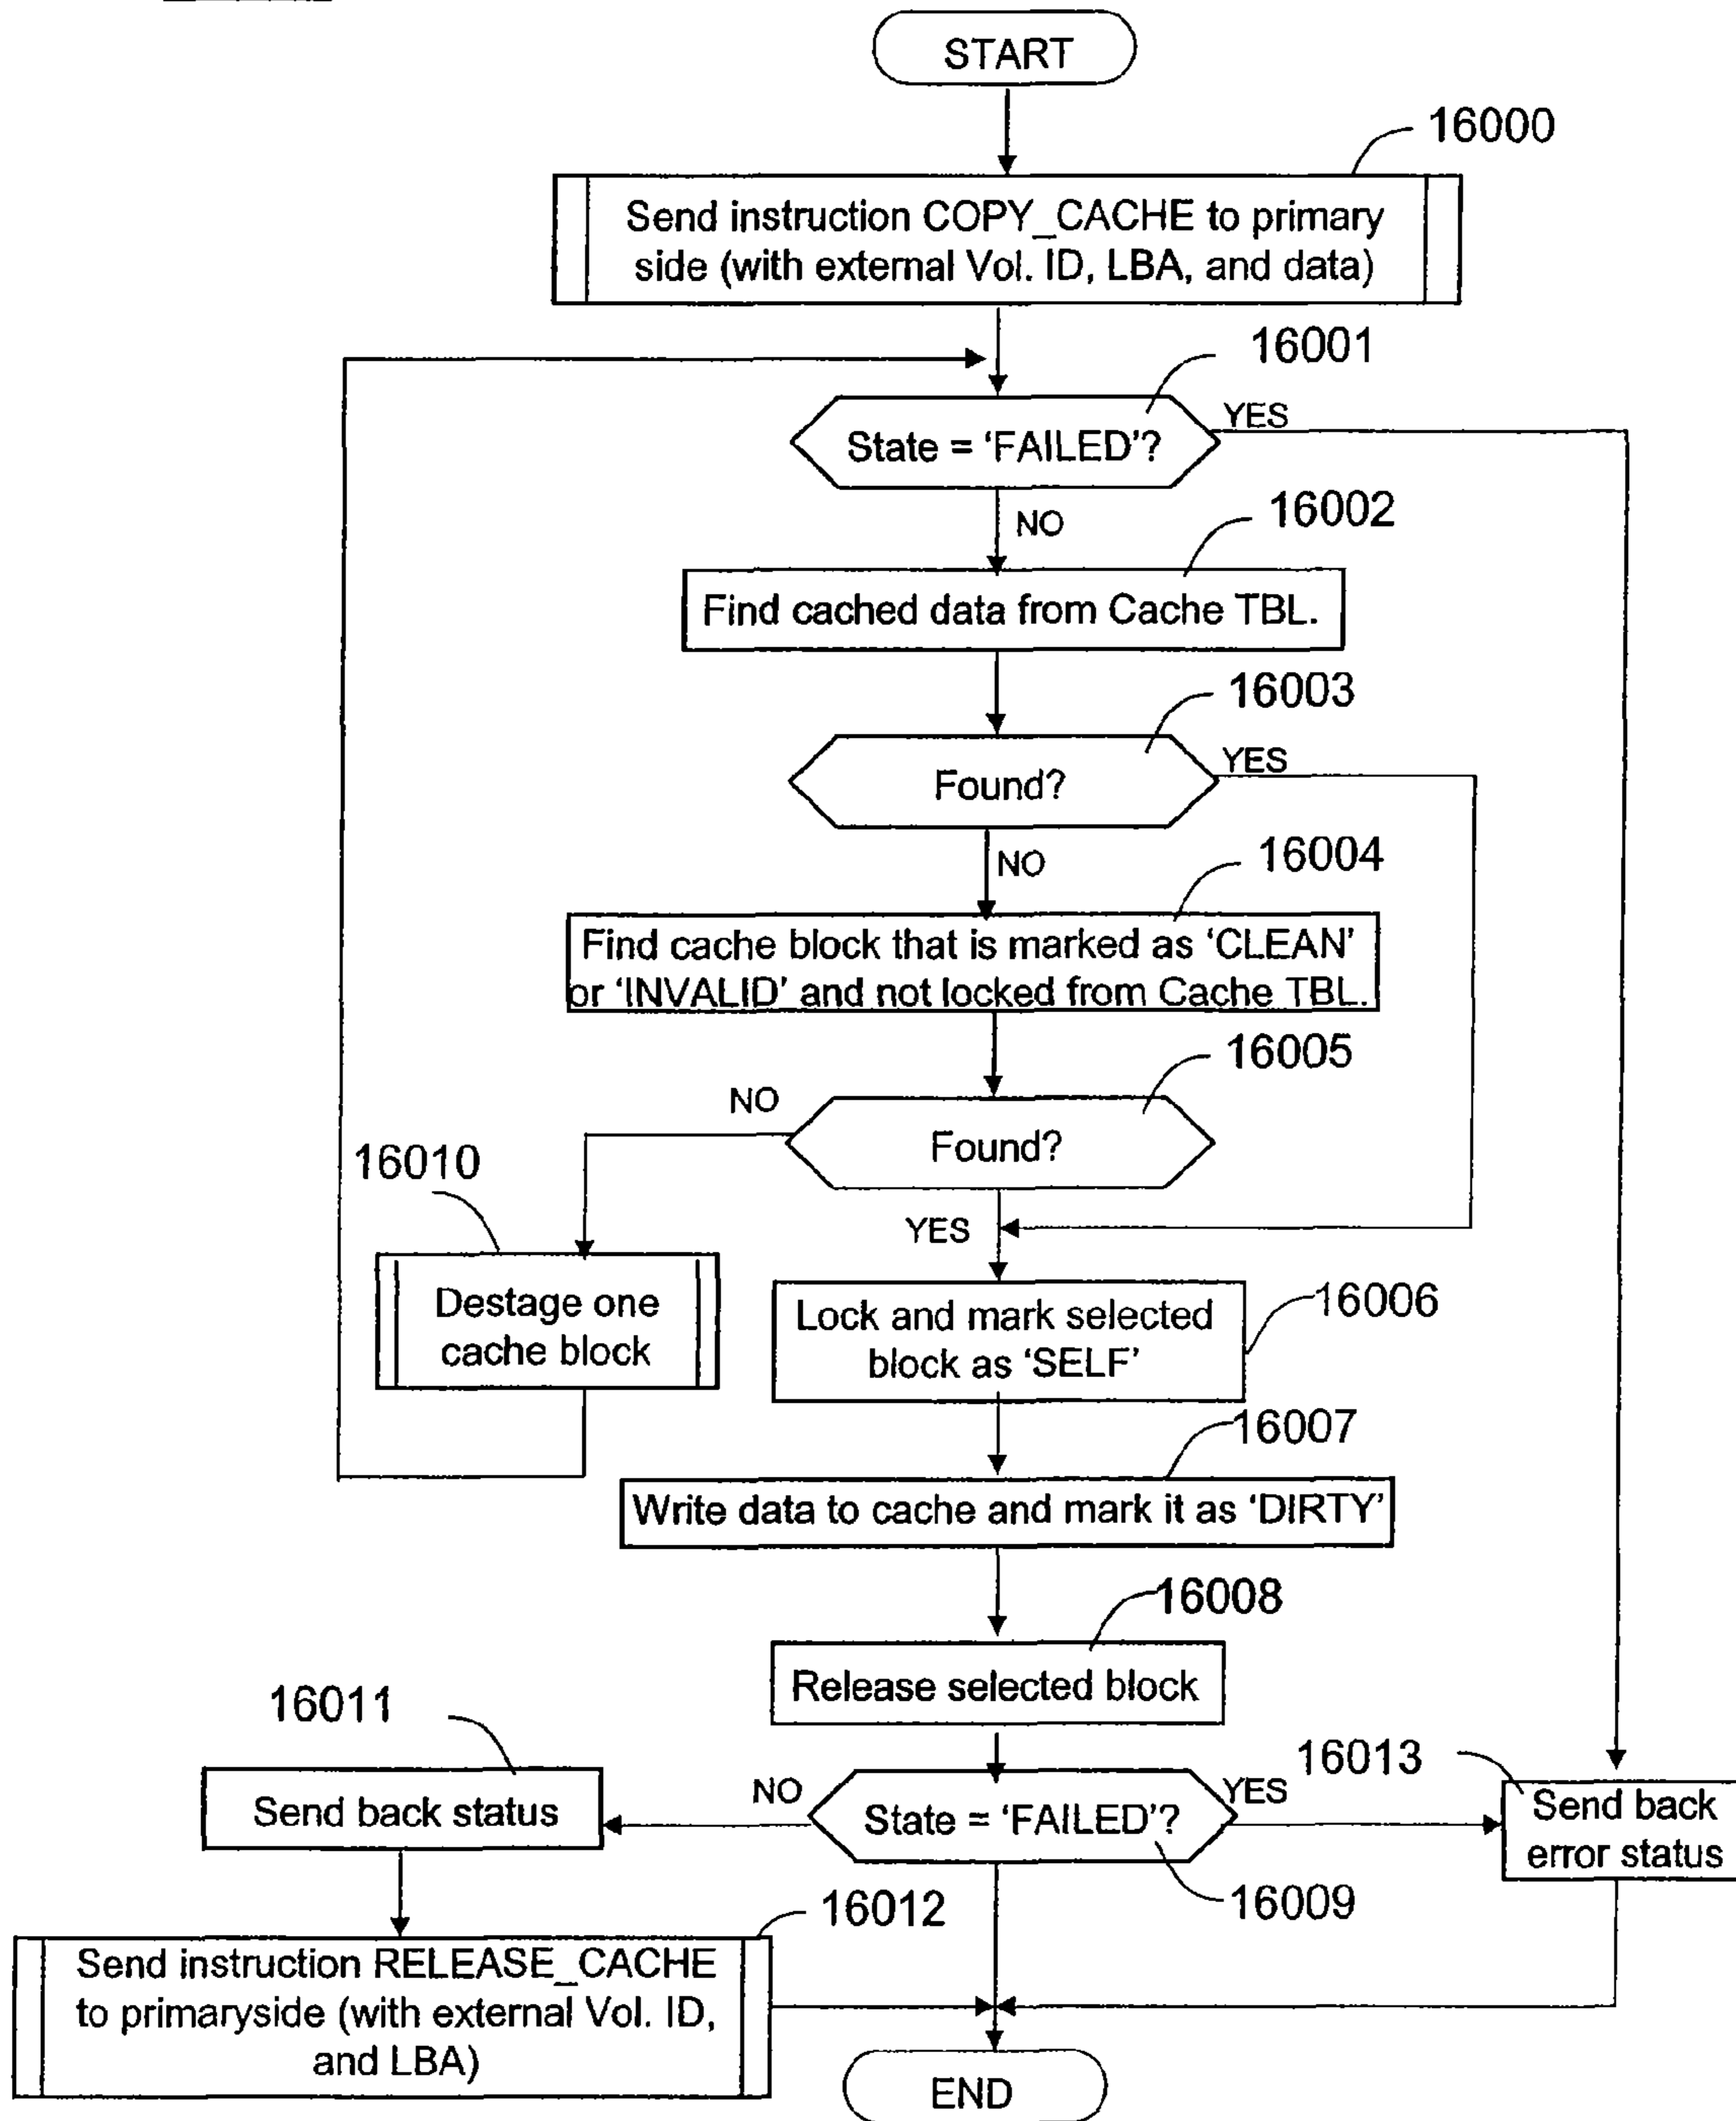 START
16000
Send instruction COPY_CACHE to primary
side (with external Vol. ID, LBA, and data)
16001
State = ‘FAILED’?
YES
NO
16002
Find cached data from Cache TBL.
16003
Found?
YES
NO
16004
Find cache block that is marked as ‘CLEAN’
or ‘INVALID’ and not locked from Cache TBL.
16005
NO
Found?
16010
YES
Destage one
cache block
Lock and mark selected
block as ‘SELF’
16006
16007
Write data to cache and mark it as ‘DIRTY’
16008
Release selected block
16011
16013
Send back status
NO
State = ‘FAILED’?
YES
Send back
error status
16009
16012
Send instruction RELEASE_CACHE
to primaryside (with external Vol. ID,
and LBA)
END